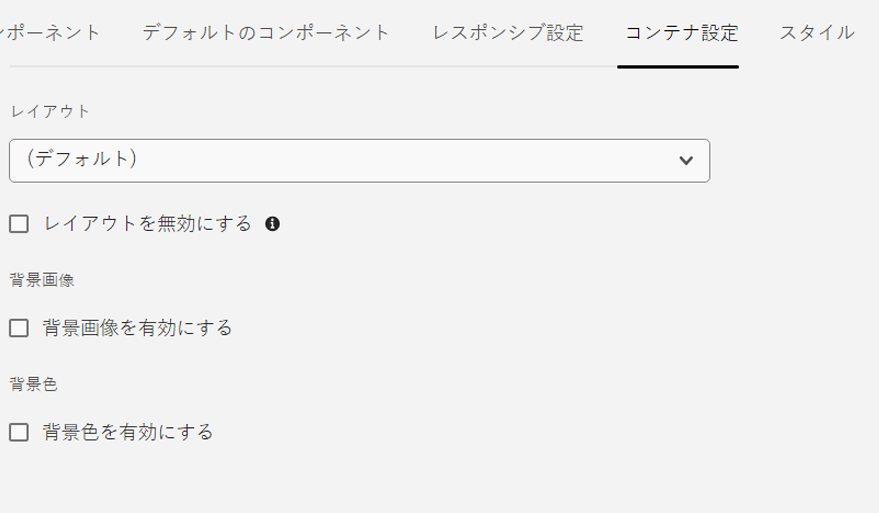 ンポーネント デフォルトのコンポーネント レスポンシブ設定 コンテナ設定 スタイル
レイアウト
(デフォルト)
レイアウトを無効にする
背景画像
背景画像を有効にする
背景色
背景色を有効にする